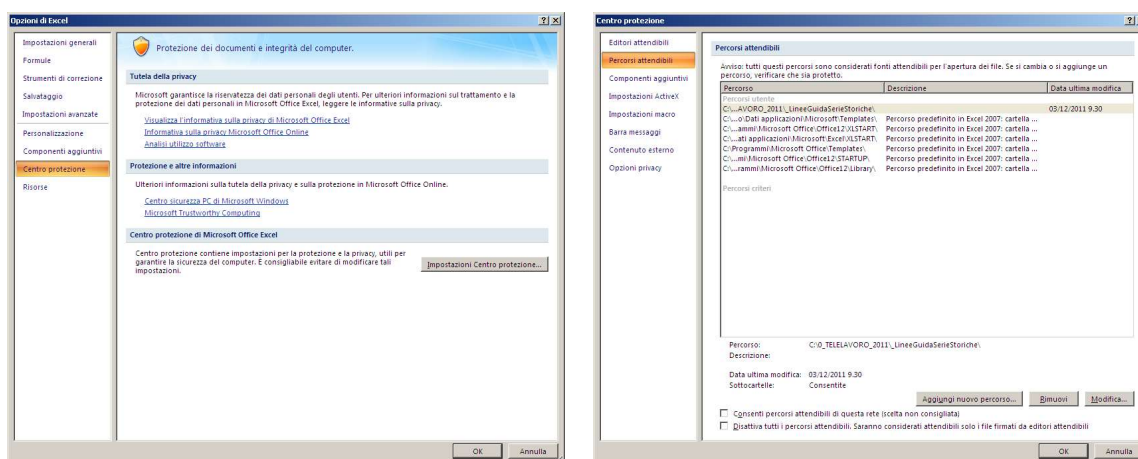 Opzioni di Excel
Impostazioni generali
Formule
Strumenti di correzione
Salvataggio
Impostazioni avanzate
Personalizzazione
Componenti aggiuntivi
Centro protezione
Risorse
Protezione dei documenti e integrità del computer.
Tutela della privacy
Microsoft garantisce la riservatezza dei dati personali degli utenti. Per ulteriori informazioni sul trattamento e la
protezione dei dati personali in Microsoft Office Excel, leggere le informative sulla privacy.
Visualizza l'informativa sulla privacy di Microsoft Office Excel
Informativa sulla privacy Microsoft Office Online
Analisi utilizzo software
Protezione e altre informazioni
Ulteriori informazioni sulla tutela della privacy e sulla protezione in Microsoft Office Online.
Centro sicurezza PC di Microsoft Windows
Microsoft Trustworthy Computing
Centro protezione di Microsoft Office Excel
Centro protezione contiene impostazioni per la protezione e la privacy, utili per
garantire la sicurezza del computer. È consigliabile evitare di modificare tali
impostazioni.
Impostazioni Centro protezione...
OK Annulla
Centro protezione
Editori attendibili
Percorsi attendibili
Componenti aggiuntivi
Impostazioni ActiveX
Impostazioni macro
Barra messaggi
Contenuto esterno
Opzioni privacy
Percorsi attendibili
Avviso: tutti questi percorsi sono considerati fonti attendibili per l'apertura dei file. Se si cambia o si aggiunge un
percorso, verificare che sia protetto.
Percorso Descrizione Data ultima modifica
Percorsi utente
C:\...AVORO_2011\_LineeGuidaSerieStoriche\ 03/12/2011 9.30
C:\...o\Dati applicazioni\Microsoft\Templates\ Percorso predefinito in Excel 2007: cartella ...
C:\...ammi\Microsoft Office\Office12\XLSTART\ Percorso predefinito in Excel 2007: cartella ...
C:\...ati applicazioni\Microsoft\Excel\XLSTART\ Percorso predefinito in Excel 2007: cartella ...
C:\Programmi\Microsoft Office\Templates\ Percorso predefinito in Excel 2007: cartella ...
C:\...mi\Microsoft Office\Office12\STARTUP\ Percorso predefinito in Excel 2007: cartella ...
C:\...rammi\Microsoft Office\Office12\Library\ Percorso predefinito in Excel 2007: cartella ...
Percorsi criteri
Percorso: C:\0_TELELAVORO_2011\_LineeGuidaSerieStoriche\
Descrizione:
Data ultima modifica: 03/12/2011 9.30
Sottocartelle: Consentite
Aggiungi nuovo percorso... Rimuovi Modifica...
Consenti percorsi attendibili di questa rete (scelta non consigliata)
Disattiva tutti i percorsi attendibili. Saranno considerati attendibili solo i file firmati da editori attendibili
OK Annulla